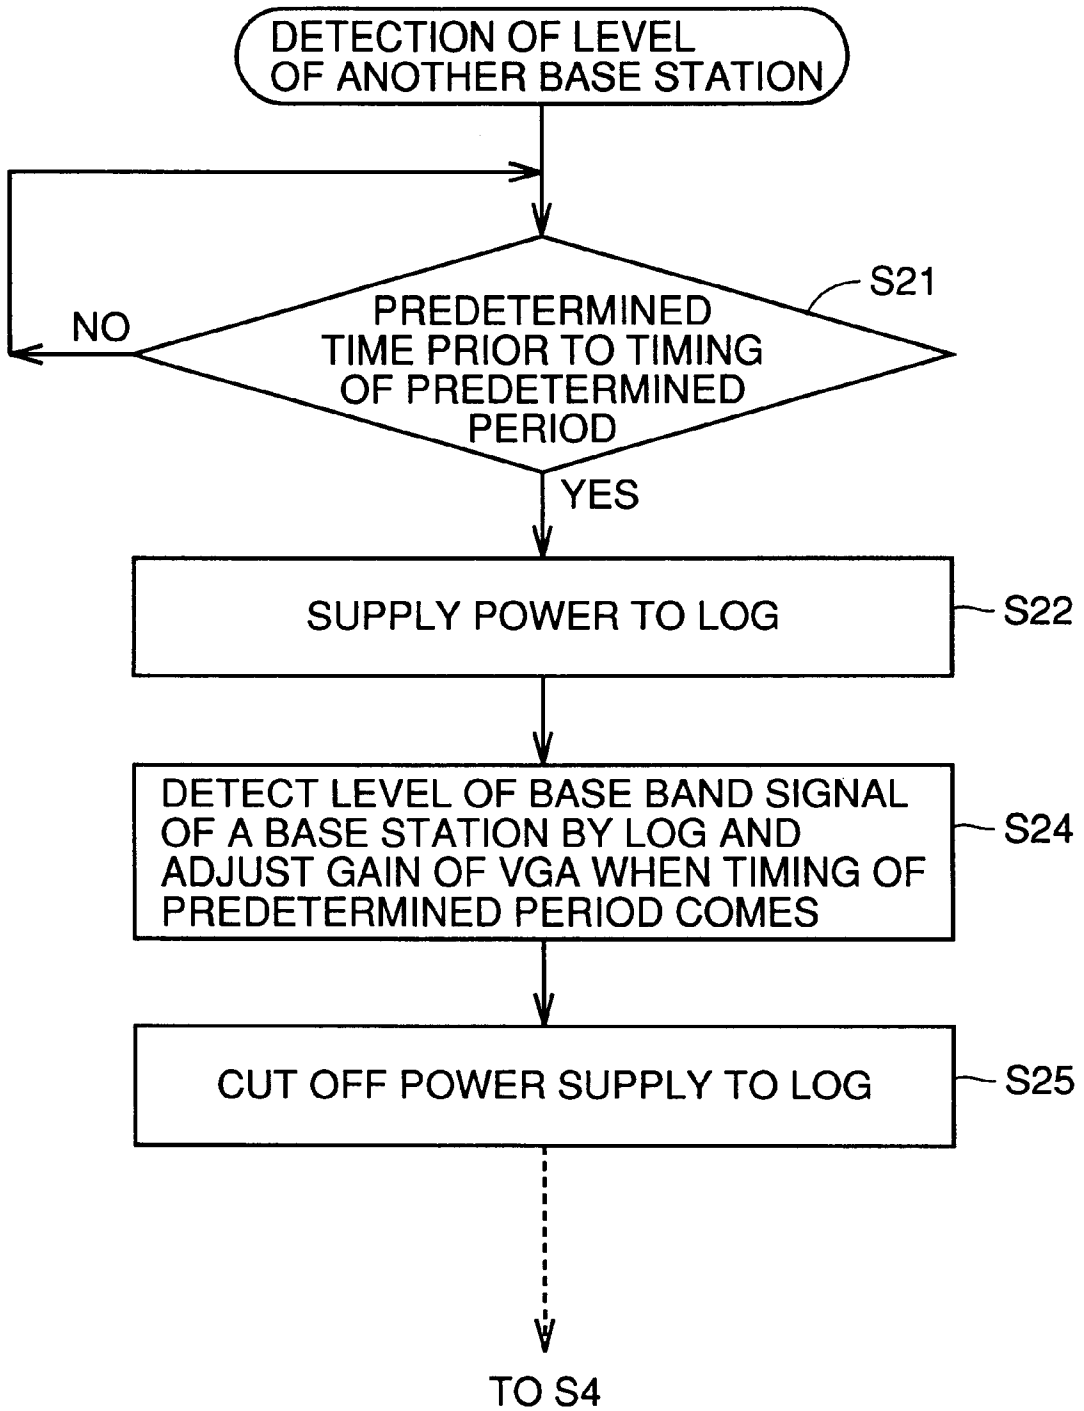 DETECTION OF LEVEL
OF ANOTHER BASE STATION
S21
NO
PREDETERMINED
TIME PRIOR TO TIMING
OF PREDETERMINED
PERIOD
YES
SUPPLY POWER TO LOG
S22
DETECT LEVEL OF BASE BAND SIGNAL
OF A BASE STATION BY LOG AND
ADJUST GAIN OF VGA WHEN TIMING OF
PREDETERMINED PERIOD COMES
S24
CUT OFF POWER SUPPLY TO LOG
S25
TO S4